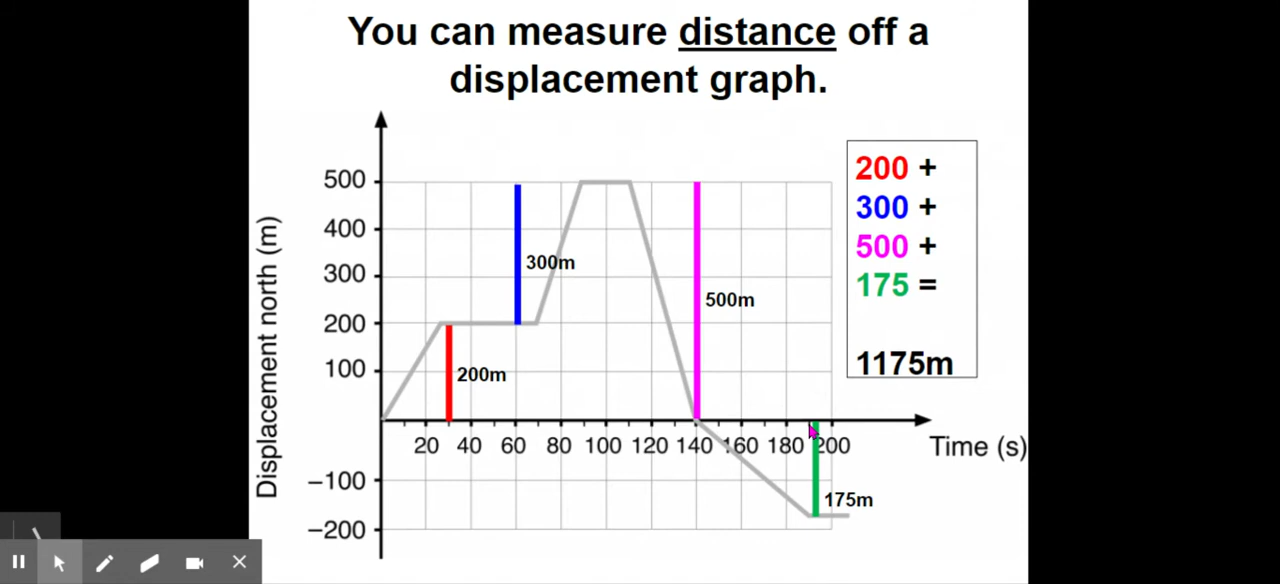 You can measure distance off a
displacement graph.
Displacement north (m)
500
400
300
200
100
−100
−200
300m
500m
200m
175m
20 40 60 80 100 120 140 160 180 200
Time (s)
200 +
300 +
500 +
175 =
1175m